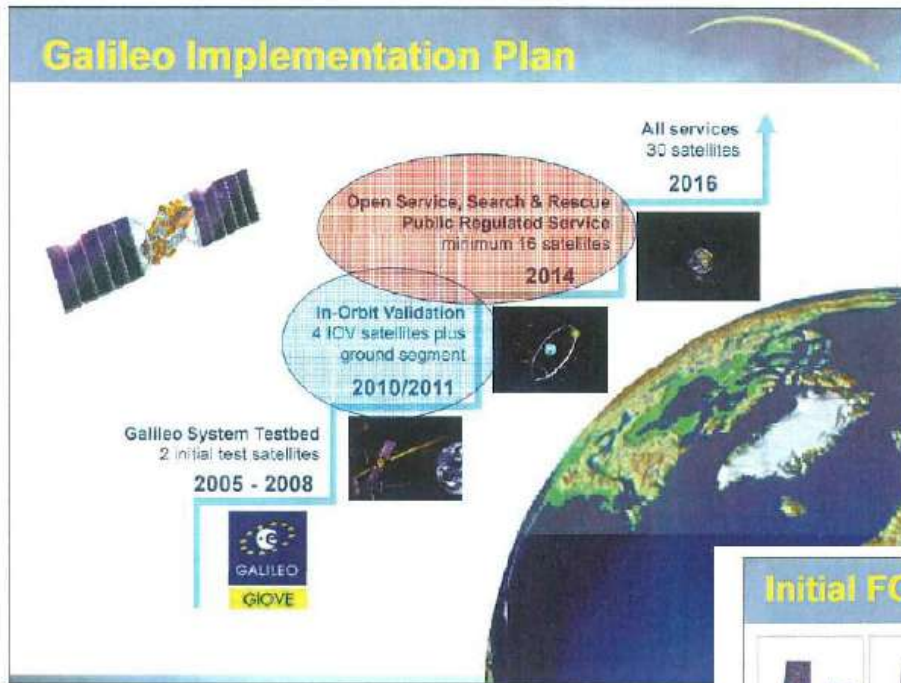 Galileo Implementation Plan
All services
30 satellites
2016
Open Service, Search & Rescue
Public Regulated Service
minimum 16 satellites
2014
In-Orbit Validation
4 IOV satellites plus
ground segment
2010/2011
Galileo System Testbed
2 initial test satellites
2005 - 2008
GALILEO
GIOVE
Initial FO